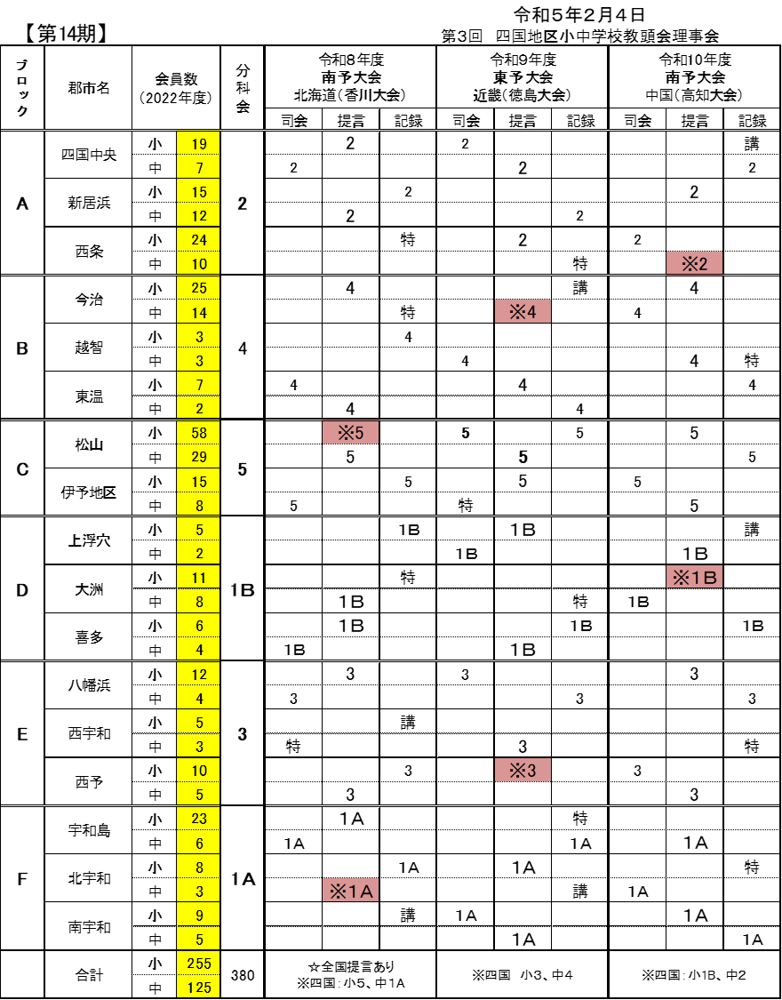 令和５年２月４日
【第14期】
第３回　四国地区小中学校教頭会理事会
ブロック 郡市名 会員数（2022年度） 分科会 令和８年度 南予大会 北海道（香川大会） 令和９年度 東予大会 近畿（徳島大会） 令和10年度 南予大会 中国（高知大会）
司会 提言 記録 司会 提言 記録 司会 提言 記録
A 四国中央 小 19 2 2 2 講
中 7 2 2 2
新居浜 小 15 2 2
中 12 2 2
西条 小 24 特 2 2
中 10 特 ※2
B 今治 小 25 4 4 講 4
中 14 特 ※4 4
越智 小 3 4
中 3 4 4 特
東温 小 7 4 4 4
中 2 4 4
C 松山 小 58 5 ※5 5 5 5
中 29 5 5 5
伊予地区 小 15 5 5 5
中 8 5 特 5
D 上浮穴 小 5 1B 1B 1B 講
中 2 1B 1B
大洲 小 11 特 ※1B
中 8 1B 特 1B
喜多 小 6 1B 1B 1B
中 4 1B 1B
E 八幡浜 小 12 3 3 3 3
中 4 3 3 3
西宇和 小 5 講
中 3 特 3 特
西予 小 10 3 ※3 3
中 5 3 3
F 宇和島 小 23 1A 1A 特
中 6 1A 1A 1A
北宇和 小 8 1A 1A 特
中 3 ※1A 講 1A
南宇和 小 9 講 1A 1A
中 5 1A 1A
合計 小 255 380 ☆全国提言あり ※四国　小３、中４ ※四国：小1B、中２
中 125 ※四国：小５、中１A